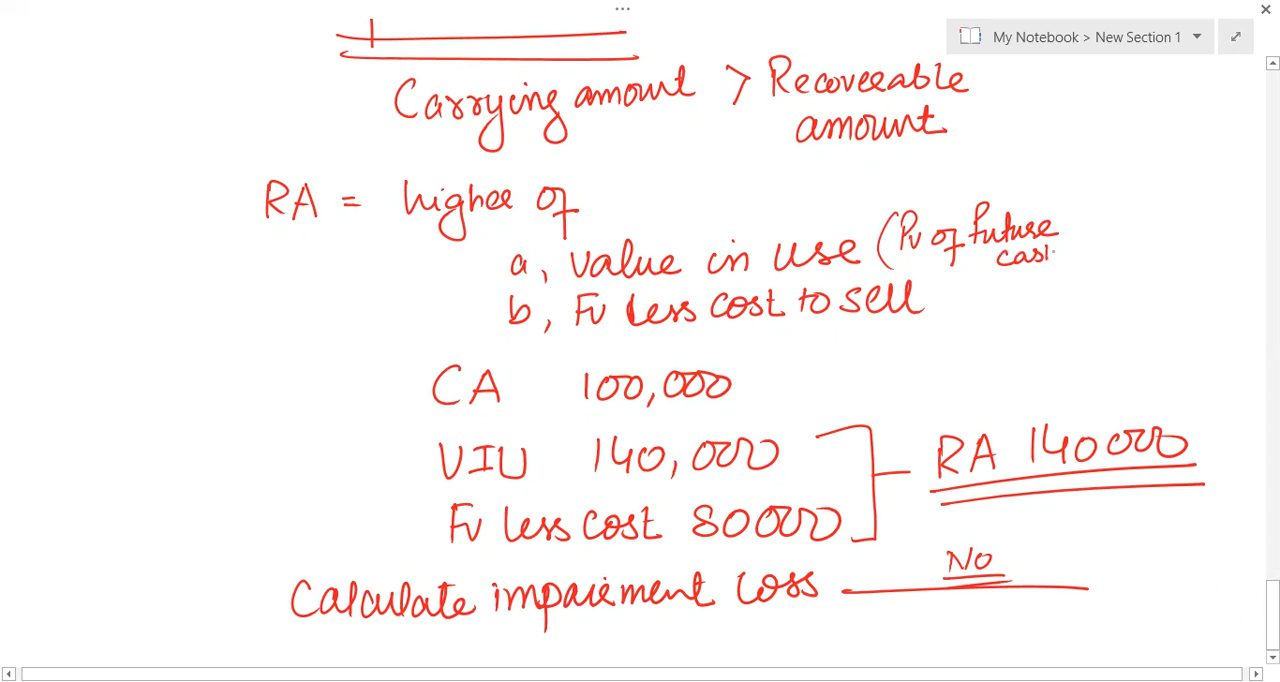 ...
My Notebook > New Section 1
Carrying amount > Recoverable
amount
RA = higher of
a, value in use (Pv of future
cash
b, Fv less cost to sell
CA 100,000
VIU 140,000
RA 140000
Fv less cost 80000
No
Calculate impairement loss